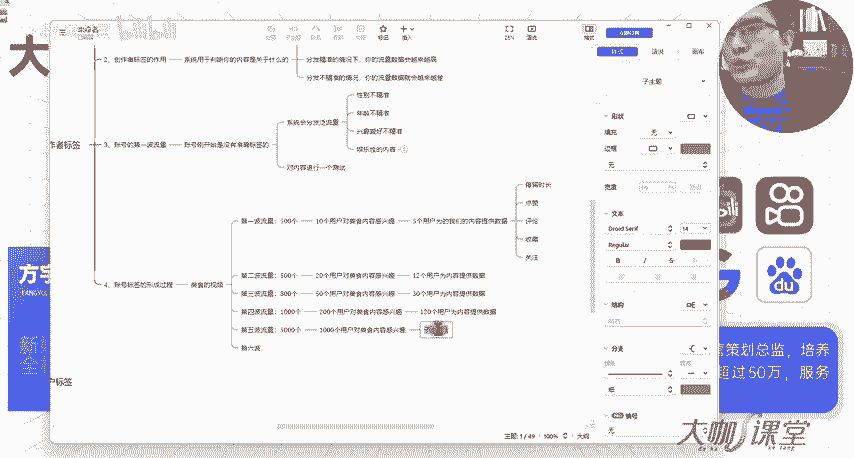 未命名
标记
插入
2、创作者标签的作用
系统用于判断你的内容是关于什么的
分发精准的情况下，你的流量数据会越来越高
分发不精准的情况，你的流量数据就会越来越差
作者标签
3、账号的第一波流量
账号刚开始是没有准确标签的
系统会分发泛流量
性别不精准
年龄不精准
兴趣爱好不精准
娱乐性的内容
对内容进行一个测试
4、账号标签的形成过程
美食的视频
第一波流量：500个
10个用户对美食内容感兴趣
5个用户为的我们的内容提供数据
停留时长
点赞
评论
收藏
关注
第二波流量：500个
20个用户对美食内容感兴趣
12个用户为内容提供数据
第三波流量：800个
50个用户对美食内容感兴趣
30个用户为内容提供数据
第四波流量：1000个
200个用户对美食内容感兴趣
120个用户为内容提供数据
第五波流量：5000个
1000个用户对美食内容感兴趣
第六波
户标签
画布
子主题
形状
填充
无
边框
无
宽度
文本
Droid Serif
14
Regular
B I S
结构
分支
编号
无
主题：1 / 49
100%
大纲
du
营策划总监，培养
超过50万，服务
大咖课堂